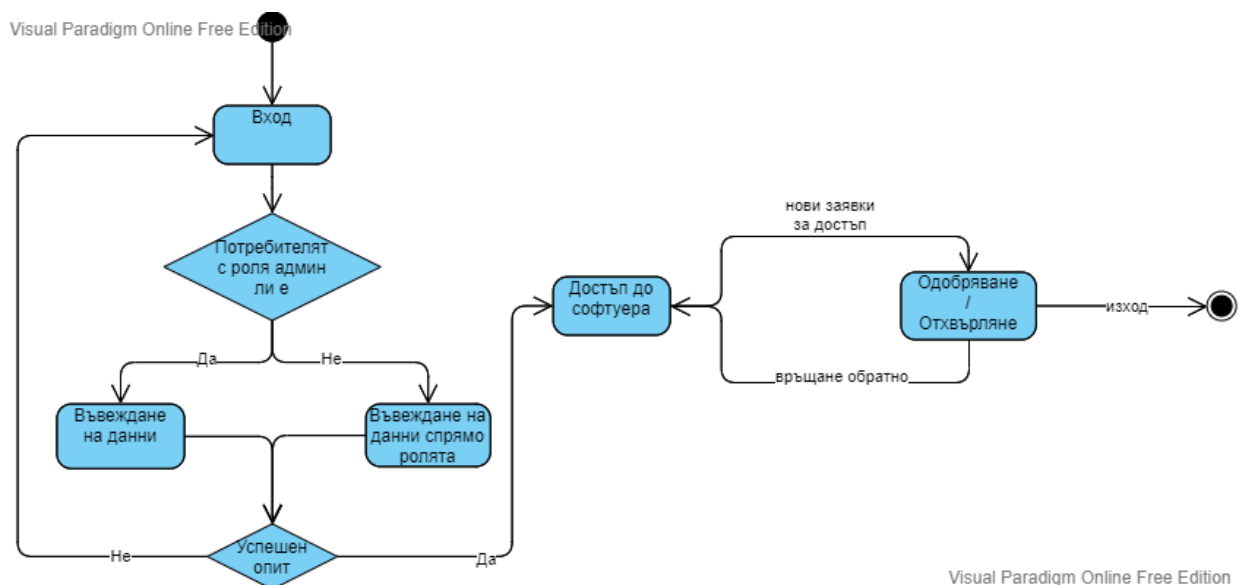 Visual Paradigm Online Free Edition
Вход
Потребителят
с роля админ
ли е
Да
Не
Въвеждане
на данни
Въвеждане на
данни спрямо
ролята
Успешен
опит
Не
Да
Достъп до
софтуера
нови заявки
за достъп
Одобряване
/
Отхвърляне
изход
връщане обратно
Visual Paradigm Online Free Edition